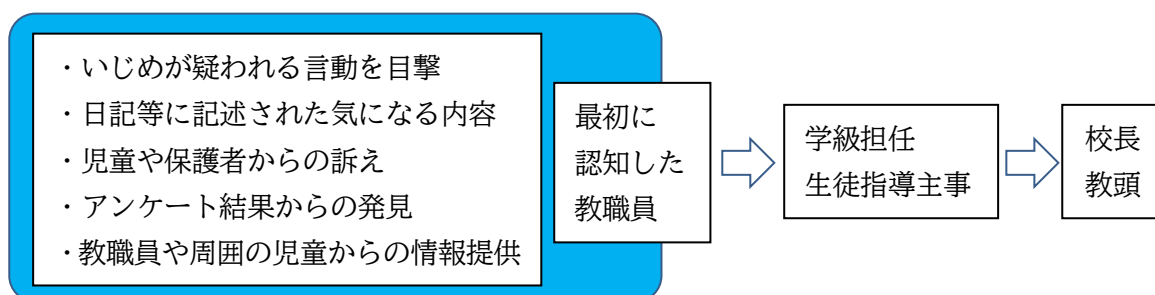 ・いじめが疑われる言動を目撃
・日記等に記述された気になる内容
・児童や保護者からの訴え
・アンケート結果からの発見
・教職員や周囲の児童からの情報提供
最初に
認知した
教職員
学級担任
生徒指導主事
校長
教頭